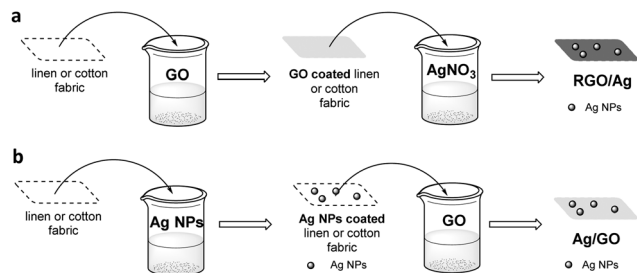 a
linen or cotton
fabric
GO
GO coated linen
or cotton
fabric
AgNO₃
RGO/Ag
Ag NPs
b
linen or cotton
fabric
Ag NPs
Ag NPs coated
linen or cotton
fabric
Ag NPs
GO
Ag/GO
Ag NPs